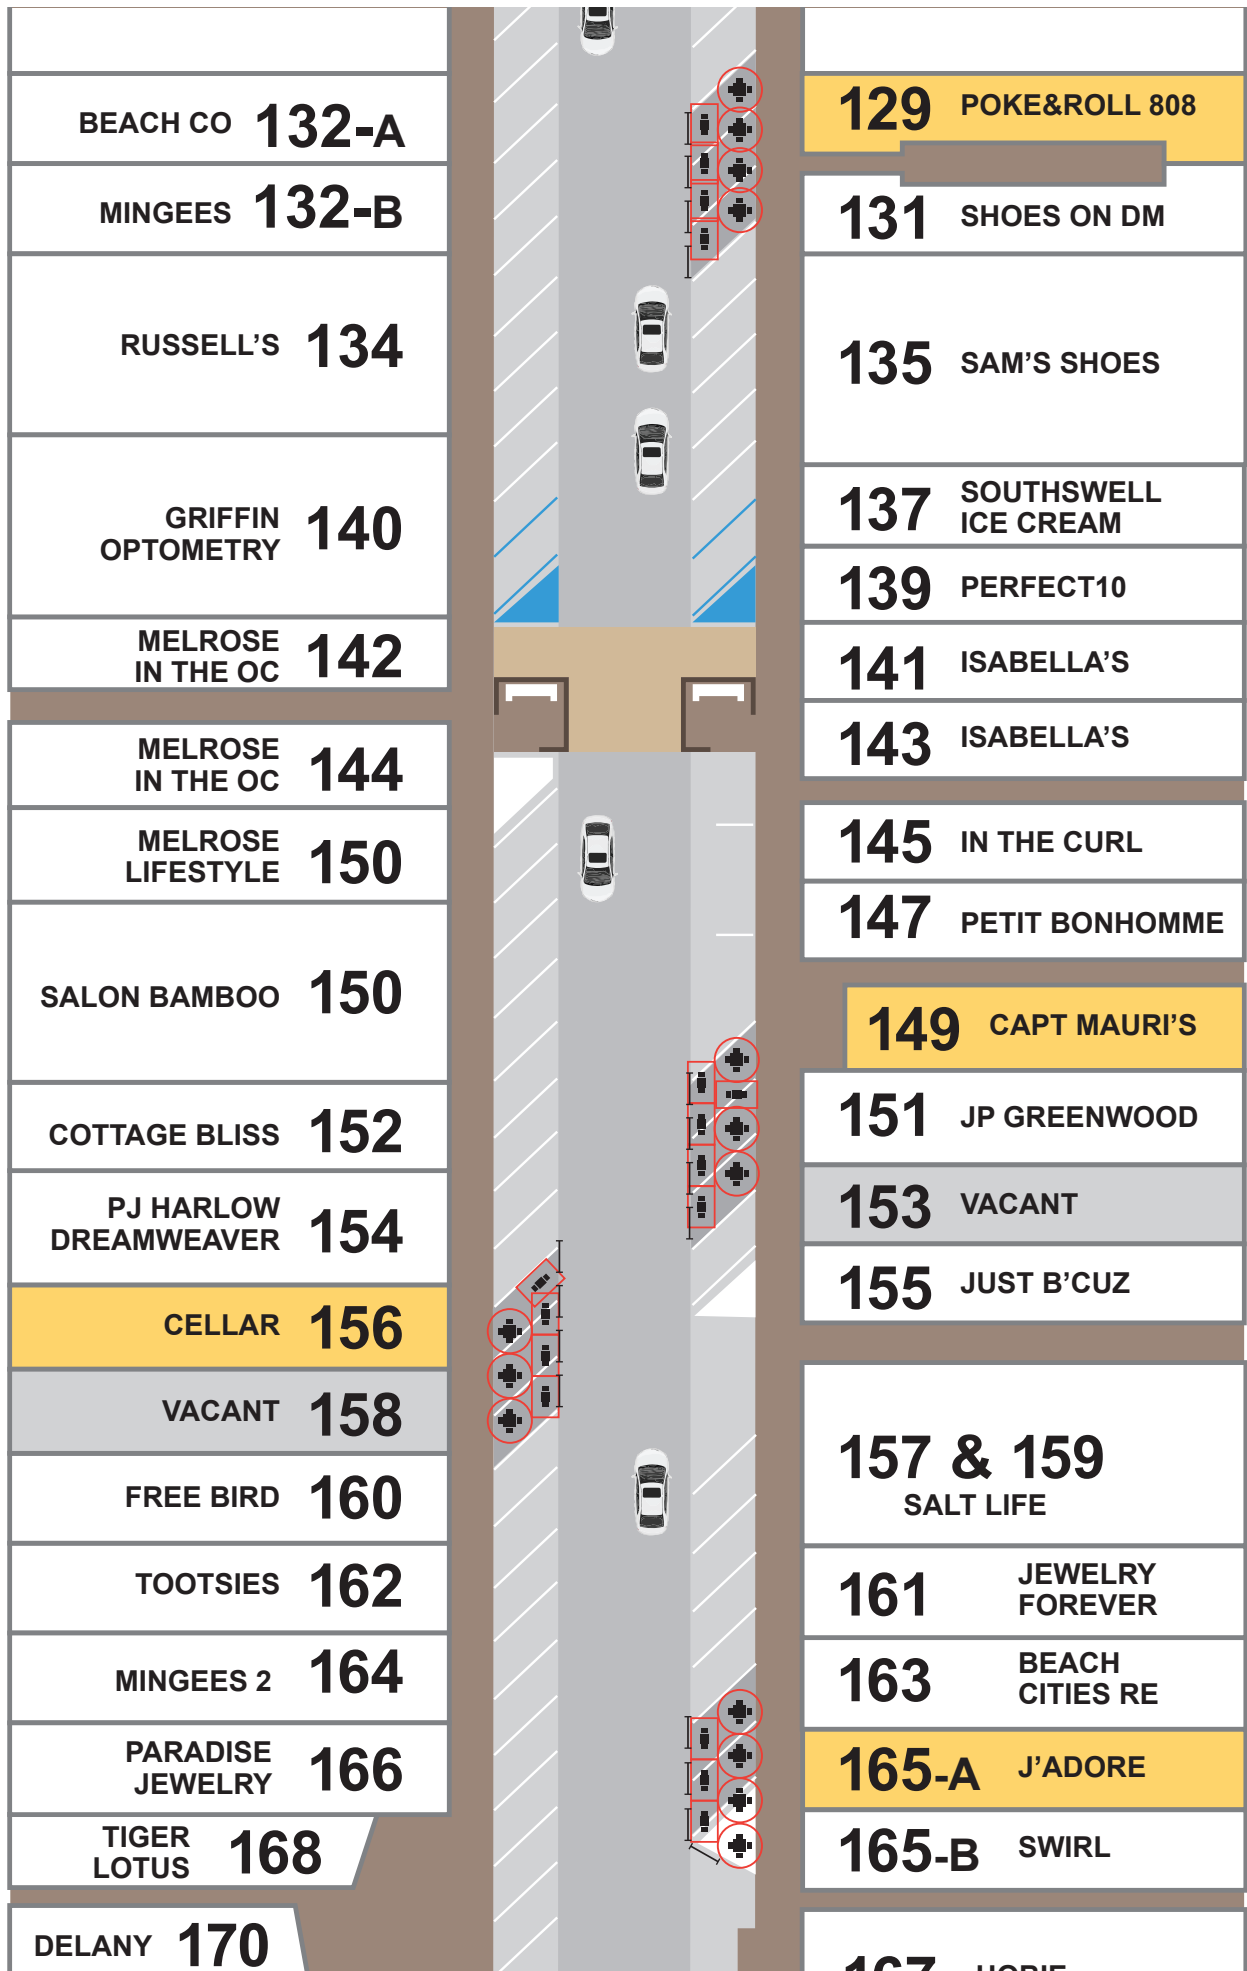 BEACH CO 132-A
MINGEES 132-B
RUSSELL'S 134
GRIFFIN
OPTOMETRY 140
MELROSE
IN THE OC 142
MELROSE
IN THE OC 144
MELROSE
LIFESTYLE 150
SALON BAMBOO 150
COTTAGE BLISS 152
PJ HARLOW
DREAMWEAVER 154
CELLAR 156
VACANT 158
FREE BIRD 160
TOOTSIES 162
MINGEES 2 164
PARADISE
JEWELRY 166
TIGER
LOTUS 168
DELANY 170
129 POKE&ROLL 808
131 SHOES ON DM
135 SAM'S SHOES
137 SOUTHSWELL
ICE CREAM
139 PERFECT10
141 ISABELLA'S
143 ISABELLA'S
145 IN THE CURL
147 PETIT BONHOMME
149 CAPT MAURI'S
151 JP GREENWOOD
153 VACANT
155 JUST B'CUZ
157 & 159
SALT LIFE
161 JEWELRY
FOREVER
163 BEACH
CITIES RE
165-A J'ADORE
165-B SWIRL
167 HOBIE